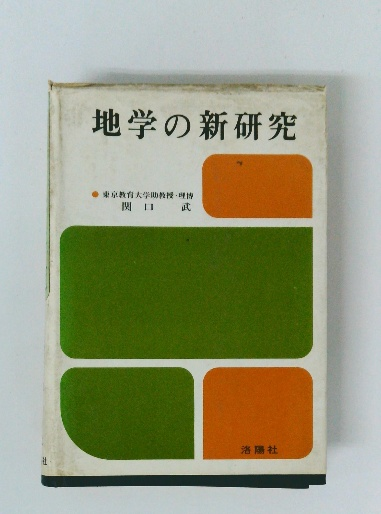 地学の新研究
東京教育大学助教授・理博
関口 武
洛陽社
社